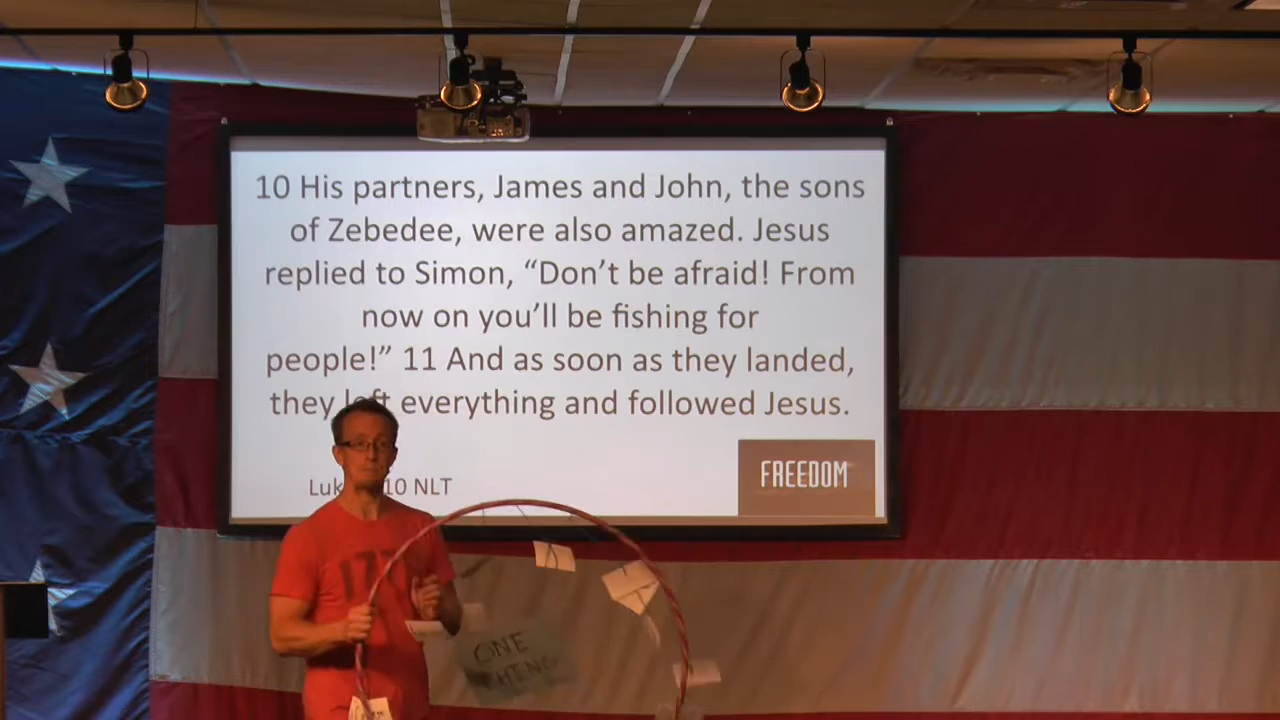 10 His partners, James and John, the sons
of Zebedee, were also amazed. Jesus
replied to Simon, “Don’t be afraid! From
now on you’ll be fishing for
people!” 11 And as soon as they landed,
they left everything and followed Jesus.
10 NLT
FREEDOM
ONE
THING